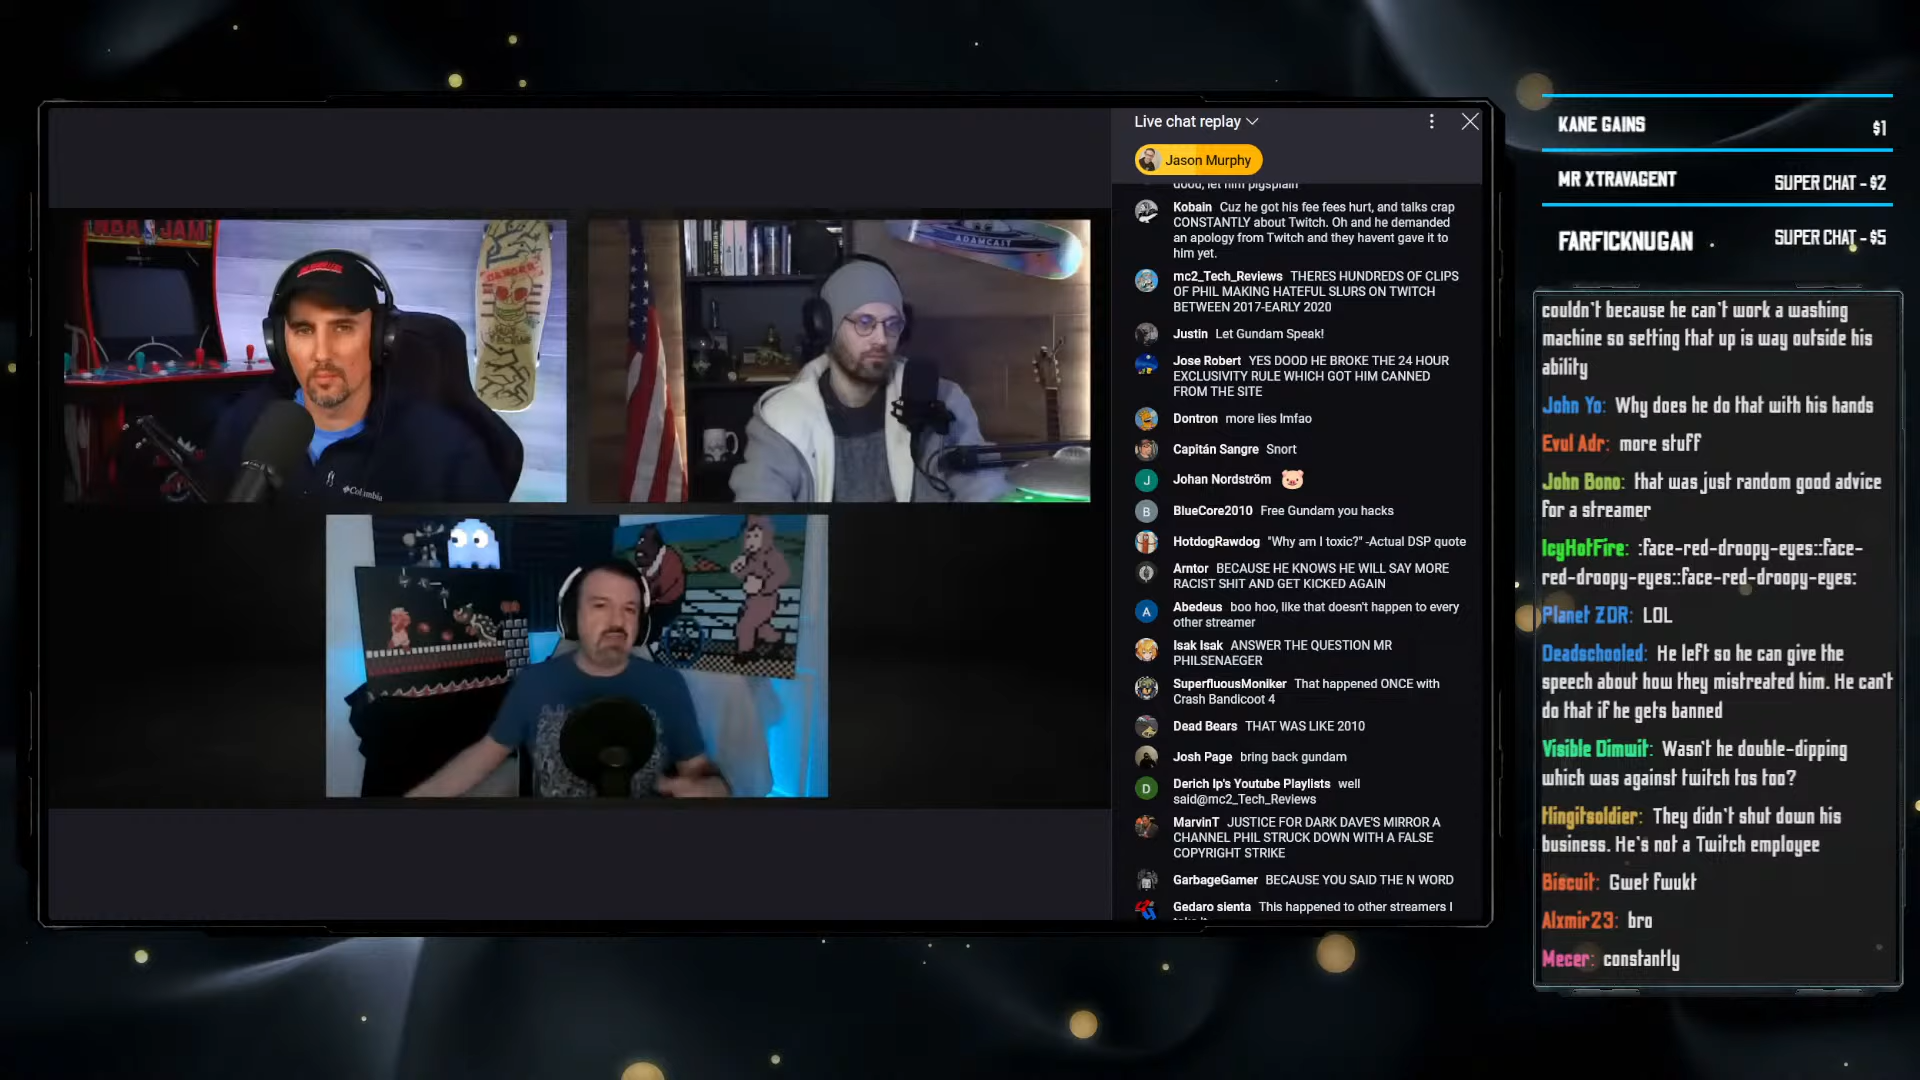 NBA JAM
ADAMCAIT
Columbia
Live chat replay
Jason Murphy
dood, let him pigsplain
Kobain Cuz he got his fee fees hurt, and talks crap
CONSTANTLY about Twitch. Oh and he demanded
an apology from Twitch and they havent gave it to
him yet.
mc2_Tech_Reviews THERES HUNDREDS OF CLIPS
OF PHIL MAKING HATEFUL SLURS ON TWITCH
BETWEEN 2017-EARLY 2020
Justin Let Gundam Speak!
Jose Robert YES DOOD HE BROKE THE 24 HOUR
EXCLUSIVITY RULE WHICH GOT HIM CANNED
FROM THE SITE
Dontron more lies lmfao
Capitán Sangre Snort
J Johan Nordström
B BlueCore2010 Free Gundam you hacks
HotdogRawdog "Why am I toxic?" -Actual DSP quote
Arntor BECAUSE HE KNOWS HE WILL SAY MORE
RACIST SHIT AND GET KICKED AGAIN
A Abedeus boo hoo, like that doesn't happen to every
other streamer
Isak Isak ANSWER THE QUESTION MR
PHILSENAEGER
SuperfluousMoniker That happened ONCE with
Crash Bandicoot 4
Dead Bears THAT WAS LIKE 2010
Josh Page bring back gundam
D Derich Ip's Youtube Playlists well
said@mc2_Tech_Reviews
MarvinT JUSTICE FOR DARK DAVE'S MIRROR A
CHANNEL PHIL STRUCK DOWN WITH A FALSE
COPYRIGHT STRIKE
GarbageGamer BECAUSE YOU SAID THE N WORD
Gedaro sienta This happened to other streamers I
KANE GAINS $1
MR XTRAVAGENT SUPER CHAT - $2
FARFICKNUGAN SUPER CHAT - $5
couldn't because he can't work a washing
machine so setting that up is way outside his
ability
John Yo: Why does he do that with his hands
Evul Adr: more stuff
John Bono: that was just random good advice
for a streamer
IcyHotFire: :face-red-droopy-eyes::face-
red-droopy-eyes::face-red-droopy-eyes:
Planet ZDR: LOL
Deadschooled: He left so he can give the
speech about how they mistreated him. He can't
do that if he gets banned
Visible Dimwit: Wasn't he double-dipping
which was against twitch tos too?
Hingitsoldier: They didn't shut down his
business. He's not a Twitch employee
Biscuit: Gwet fwukt
Alxmir23: bro
Mecer: constantly